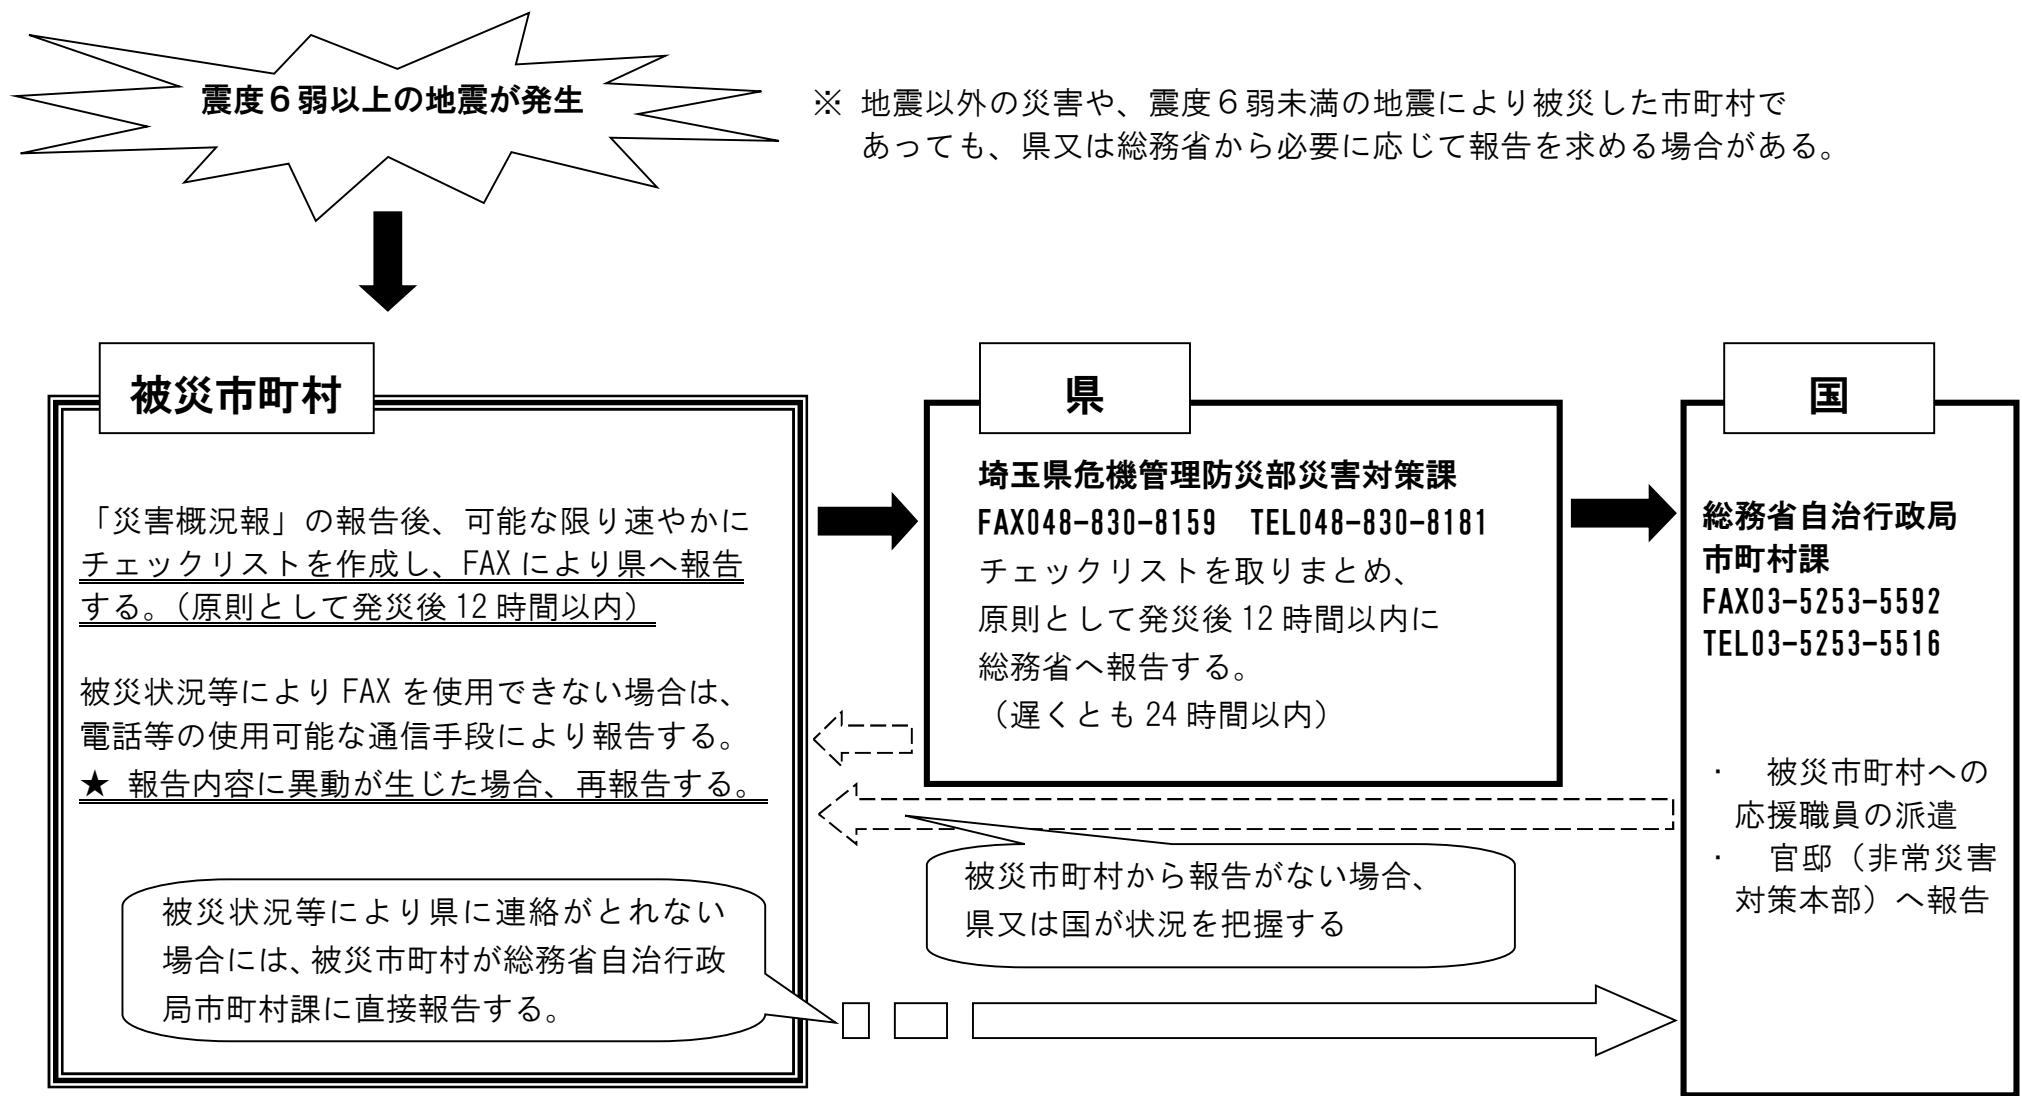 震度６弱以上の地震が発生
※ 地震以外の災害や、震度６弱未満の地震により被災した市町村で
あっても、県又は総務省から必要に応じて報告を求める場合がある。
被災市町村
「災害概況報」の報告後、可能な限り速やかに
チェックリストを作成し、FAXにより県へ報告
する。（原則として発災後12時間以内）
被災状況等によりFAXを使用できない場合は、
電話等の使用可能な通信手段により報告する。
★ 報告内容に異動が生じた場合、再報告する。
被災状況等により県に連絡がとれない
場合には、被災市町村が総務省自治行政
局市町村課に直接報告する。
県
埼玉県危機管理防災部災害対策課
FAX048-830-8159 TEL048-830-8181
チェックリストを取りまとめ、
原則として発災後12時間以内に
総務省へ報告する。
（遅くとも24時間以内）
被災市町村から報告がない場合、
県又は国が状況を把握する
国
総務省自治行政局
市町村課
FAX03-5253-5592
TEL03-5253-5516
・ 被災市町村への
応援職員の派遣
・ 官邸（非常災害
対策本部）へ報告